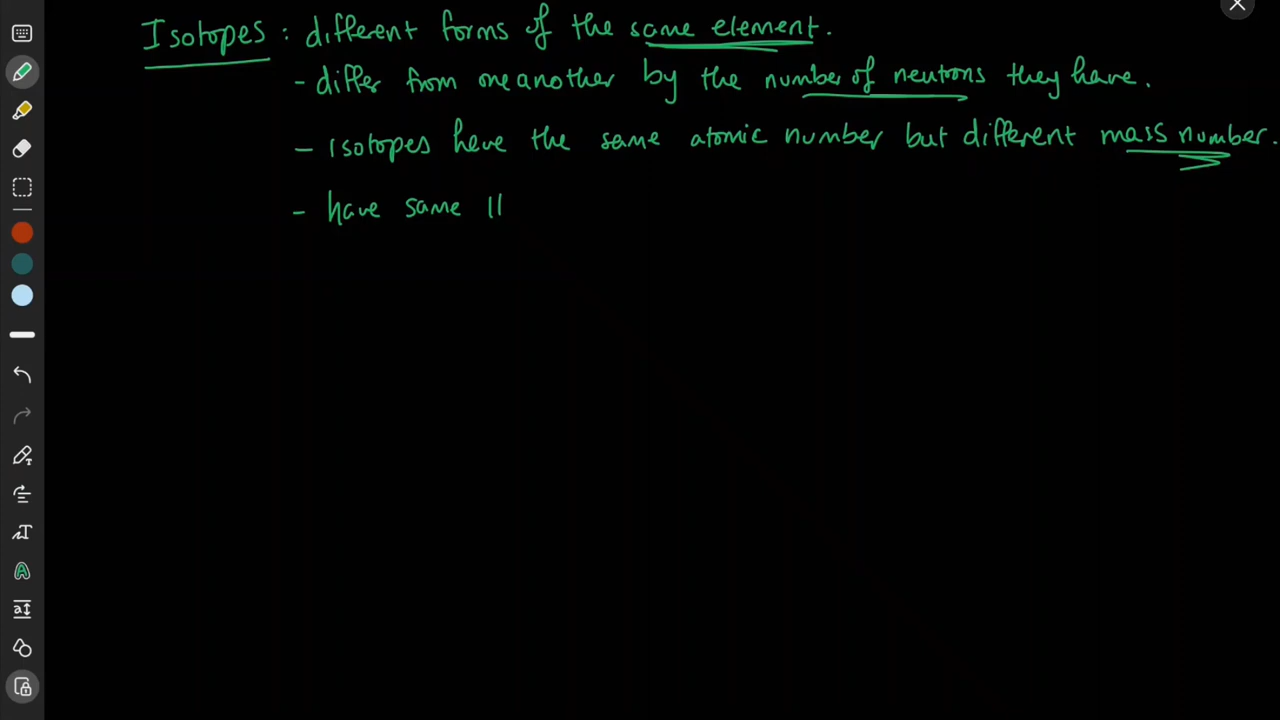 Isotopes : different forms of the same element.
- differ from one another by the number of neutrons they have.
- isotopes have the same atomic number but different mass number.
- have same